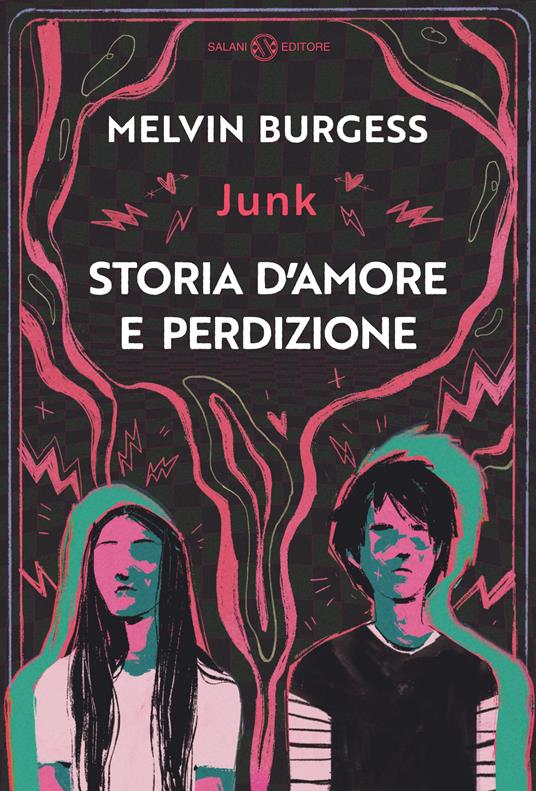 SALANI EDITORE
MELVIN BURGESS
Junk
STORIA D'AMORE
E PERDIZIONE